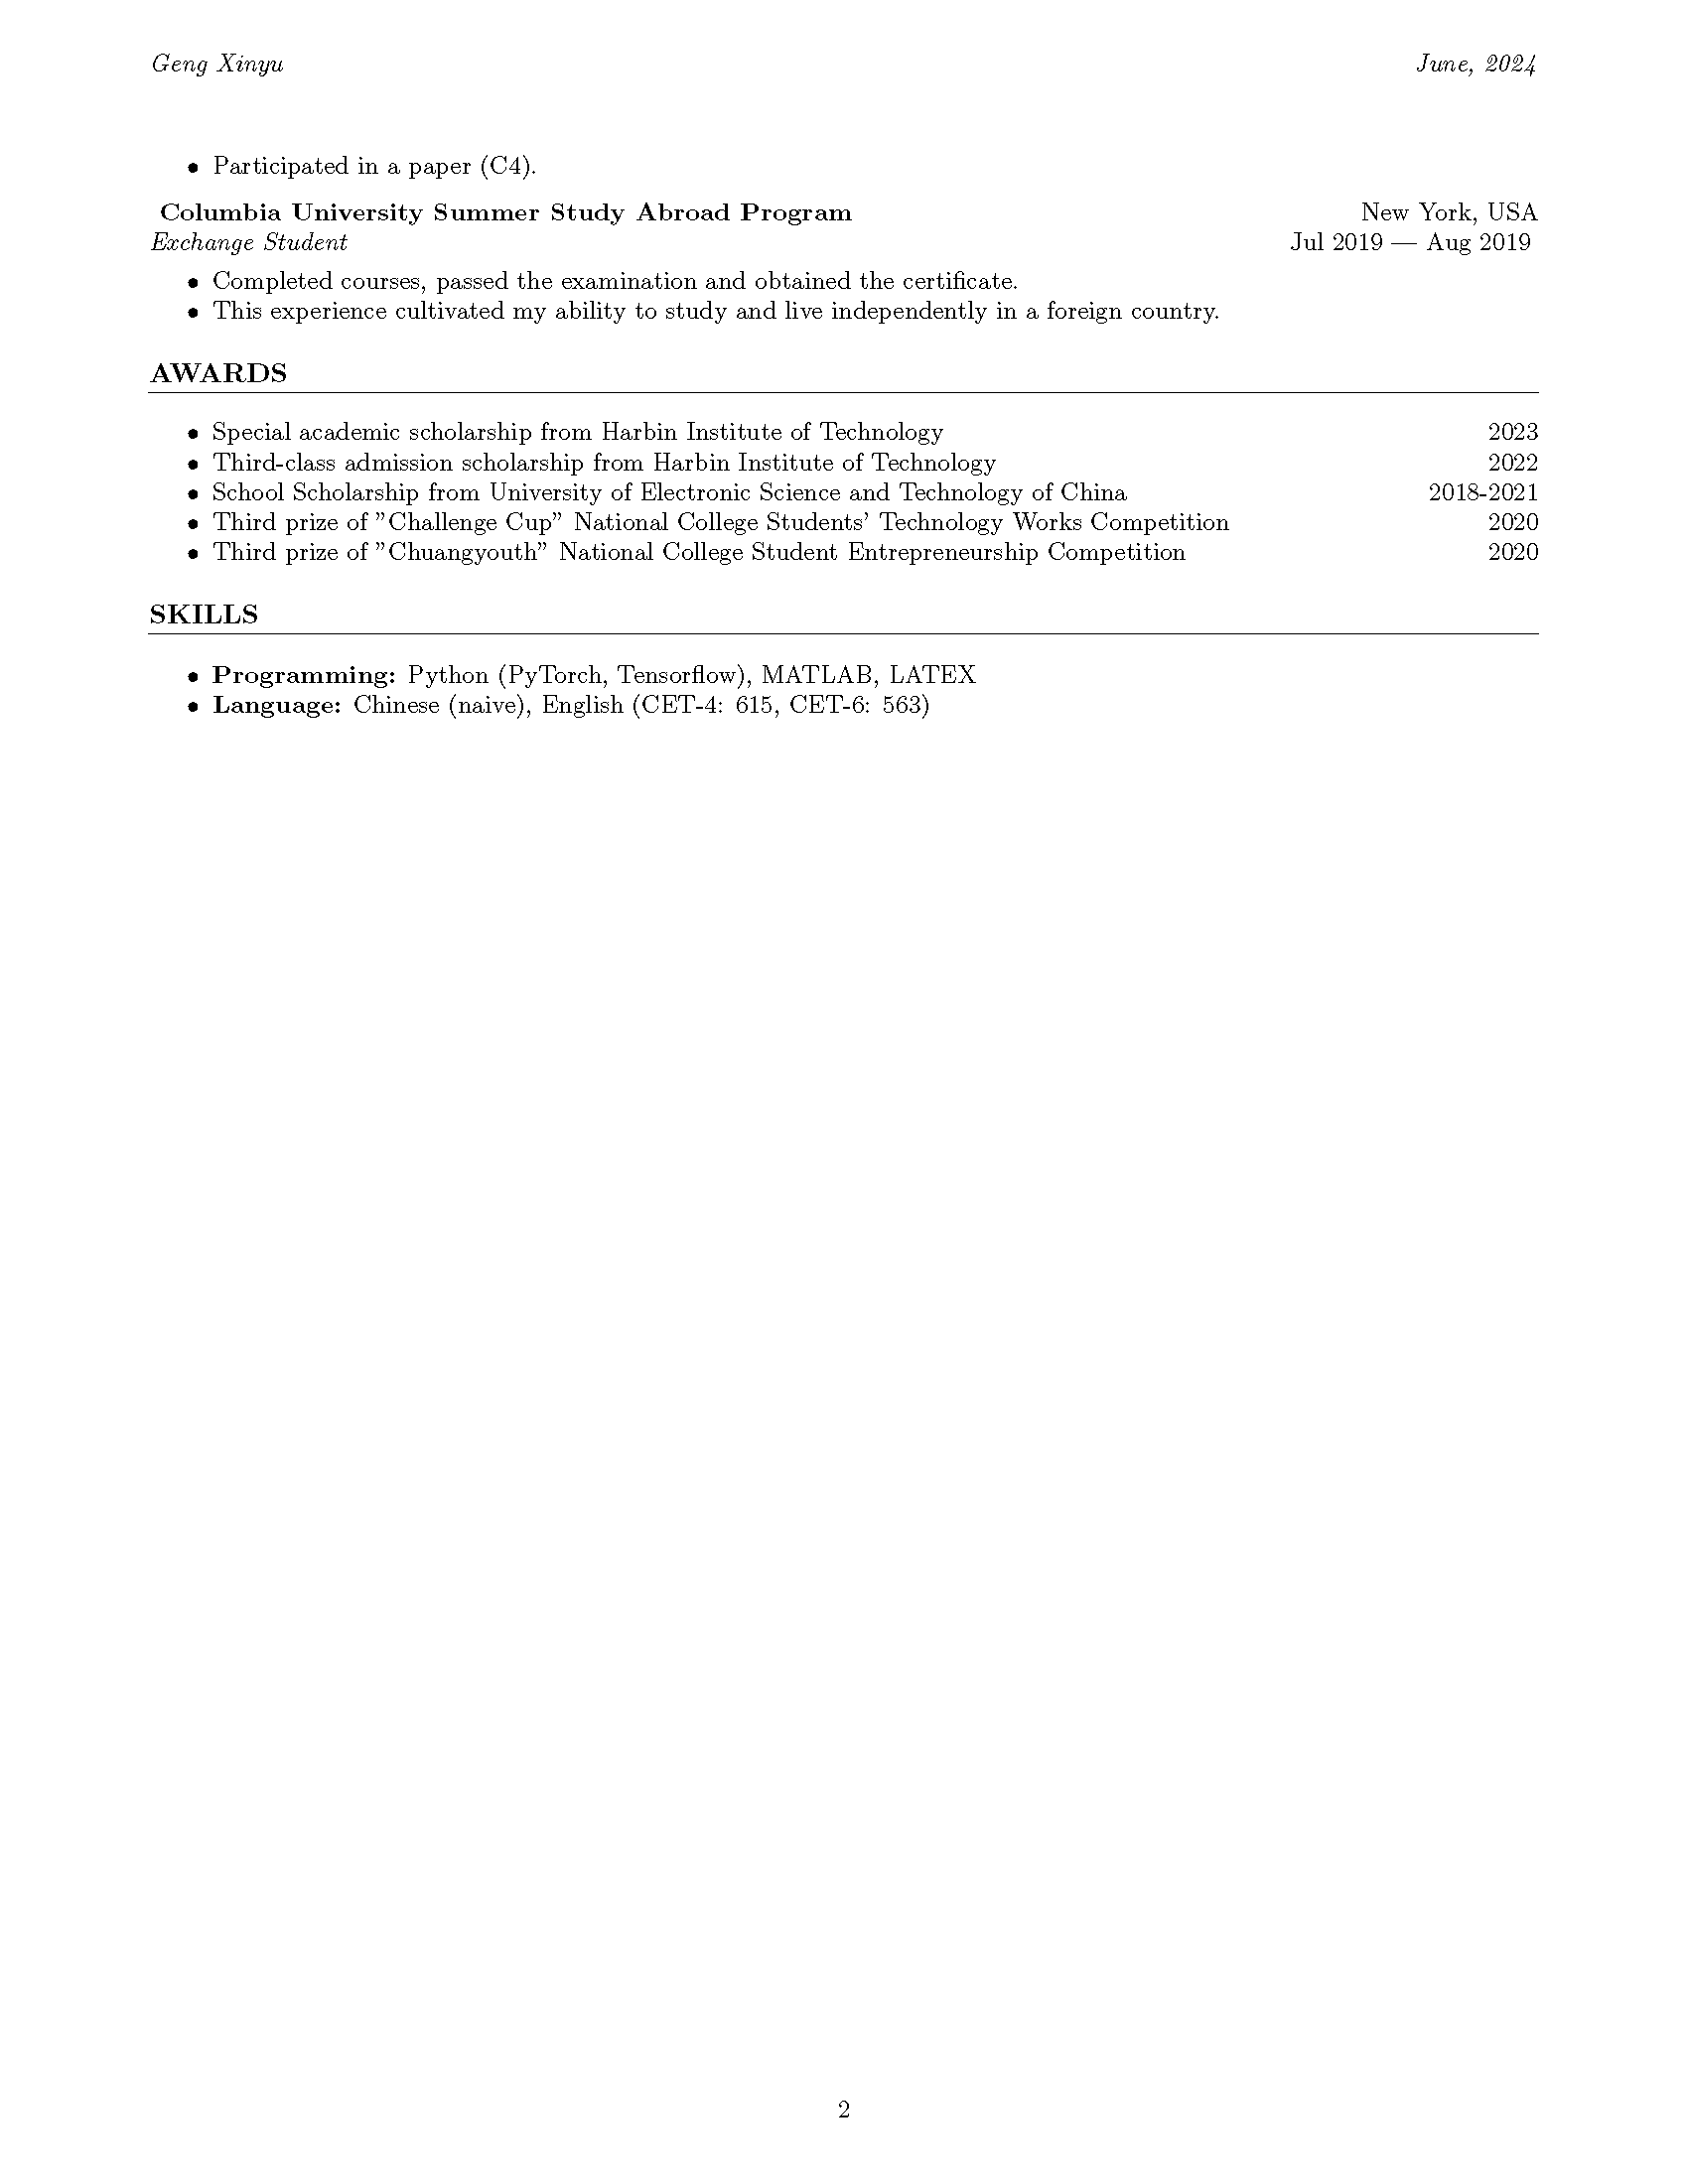 Geng Xinyu June, 2024
• Participated in a paper (C4).
Columbia University Summer Study Abroad Program New York, USA
Exchange Student Jul 2019 — Aug 2019
• Completed courses, passed the examination and obtained the certificate.
• This experience cultivated my ability to study and live independently in a foreign country.
AWARDS
• Special academic scholarship from Harbin Institute of Technology 2023
• Third-class admission scholarship from Harbin Institute of Technology 2022
• School Scholarship from University of Electronic Science and Technology of China 2018-2021
• Third prize of ”Challenge Cup” National College Students’ Technology Works Competition 2020
• Third prize of ”Chuangyouth” National College Student Entrepreneurship Competition 2020
SKILLS
• Programming: Python (PyTorch, Tensorflow), MATLAB, LATEX
• Language: Chinese (naive), English (CET-4: 615, CET-6: 563)
2